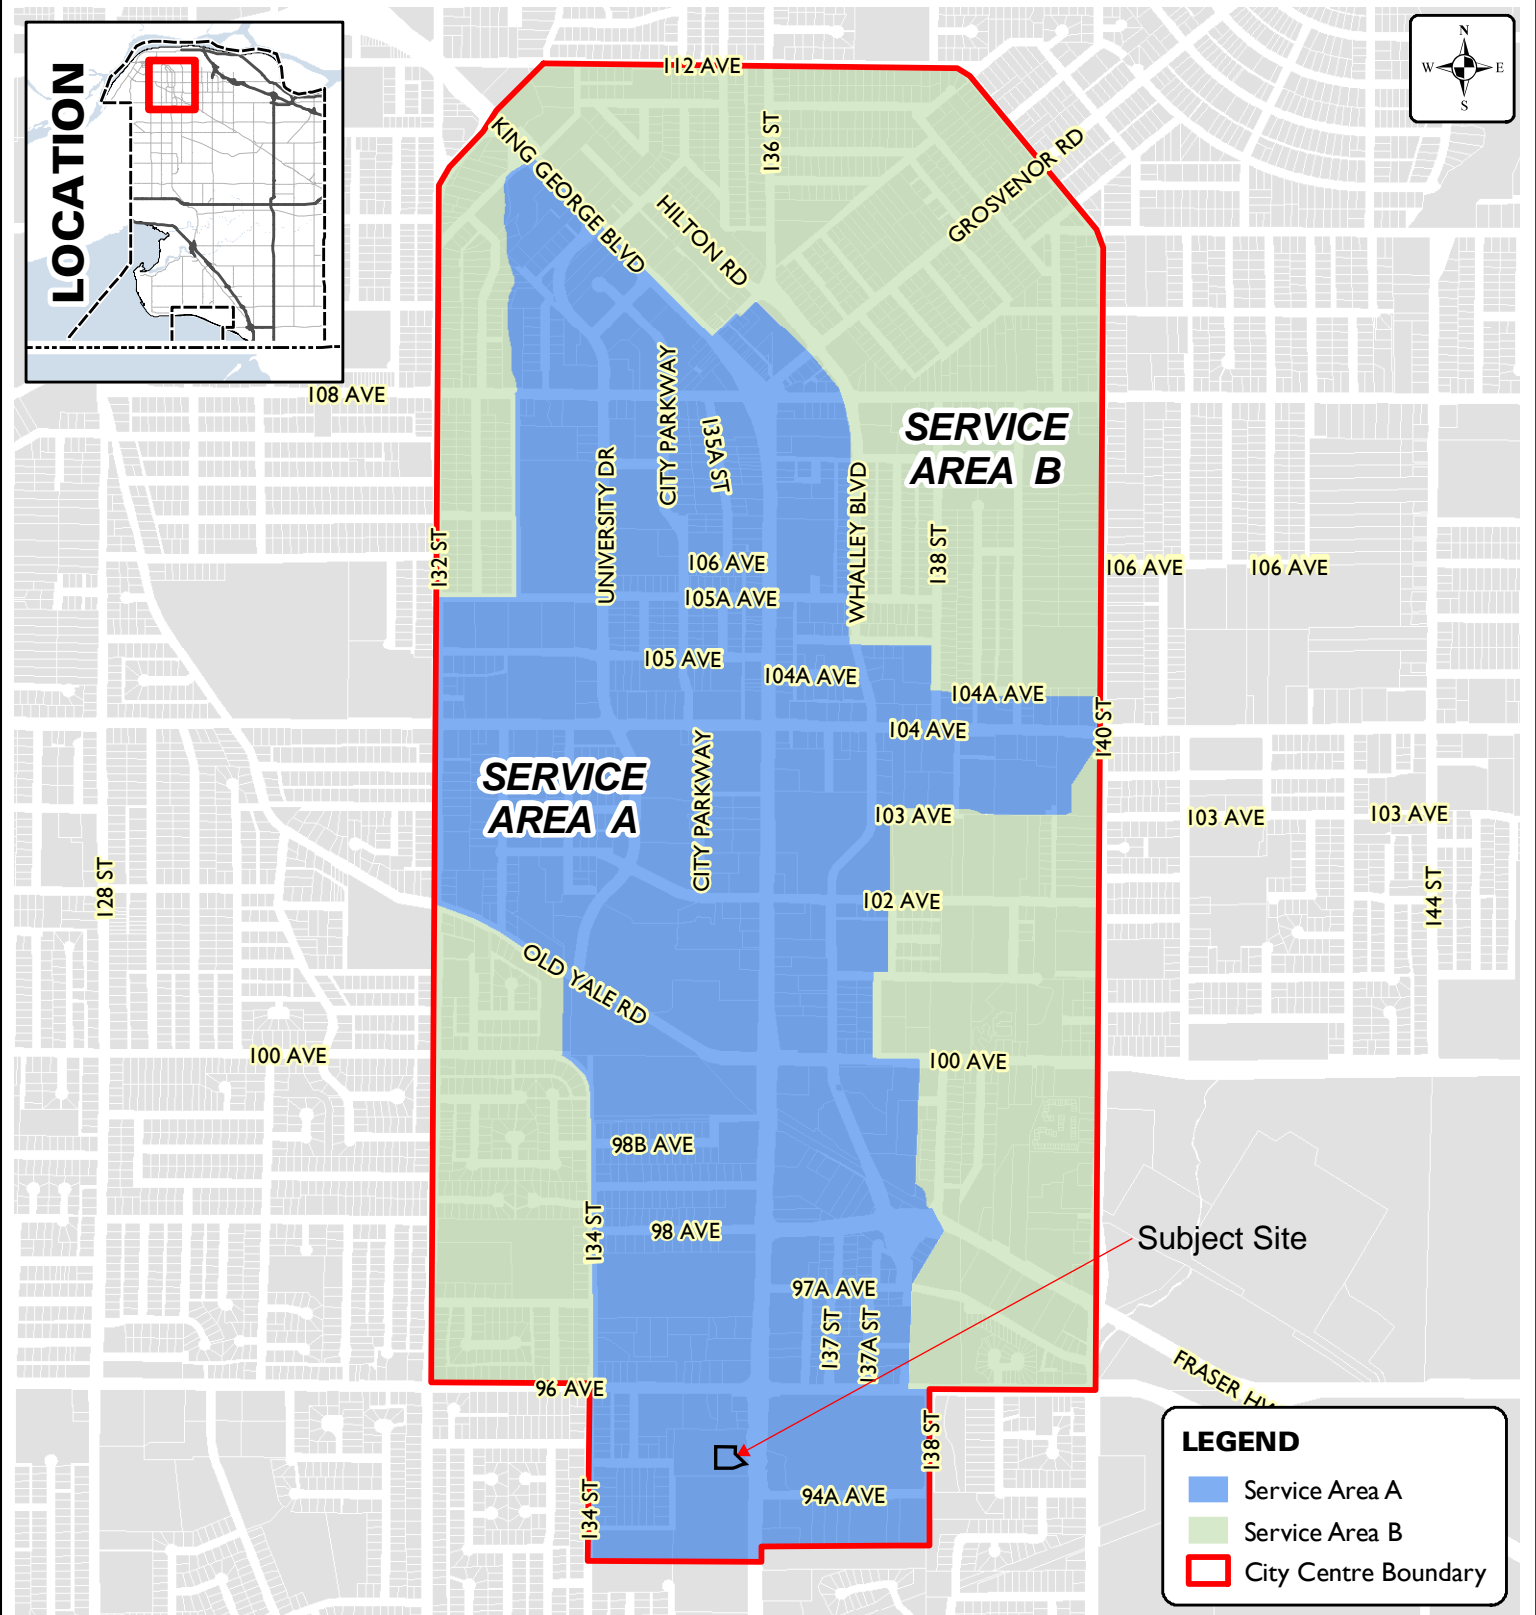 LOCATION
N
W E
S
112 AVE
KING GEORGE BLVD
136 ST
HILTON RD
GROSVENOR RD
108 AVE
CITY PARKWAY
135A ST
UNIVERSITY DR
SERVICE
AREA B
WHALLEY BLVD
138 ST
132 ST
106 AVE
106 AVE
106 AVE
105A AVE
105 AVE
104A AVE
104A AVE
104 AVE
140 ST
SERVICE
AREA A
CITY PARKWAY
103 AVE
103 AVE
103 AVE
128 ST
102 AVE
144 ST
OLD YALE RD
100 AVE
100 AVE
98B AVE
134 ST
98 AVE
Subject Site
97A AVE
137 ST
137A ST
96 AVE
FRASER HW
138 ST
134 ST
94A AVE
LEGEND
Service Area A
Service Area B
City Centre Boundary